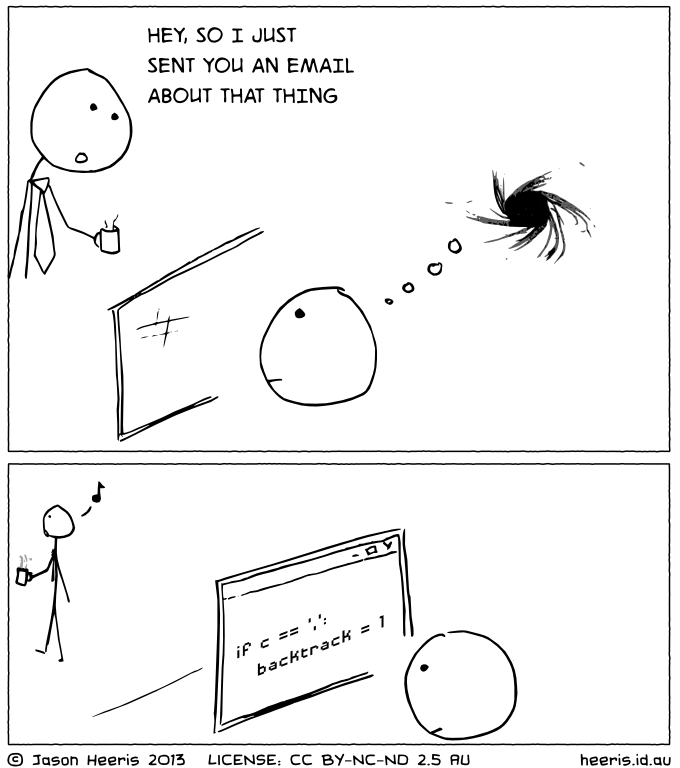 HEY, SO I JUST
SENT YOU AN EMAIL
ABOUT THAT THING
if c == ';':
backtrack = 1
© Jason Heeris 2013 LICENSE: CC BY-NC-ND 2.5 AU heeris.id.au